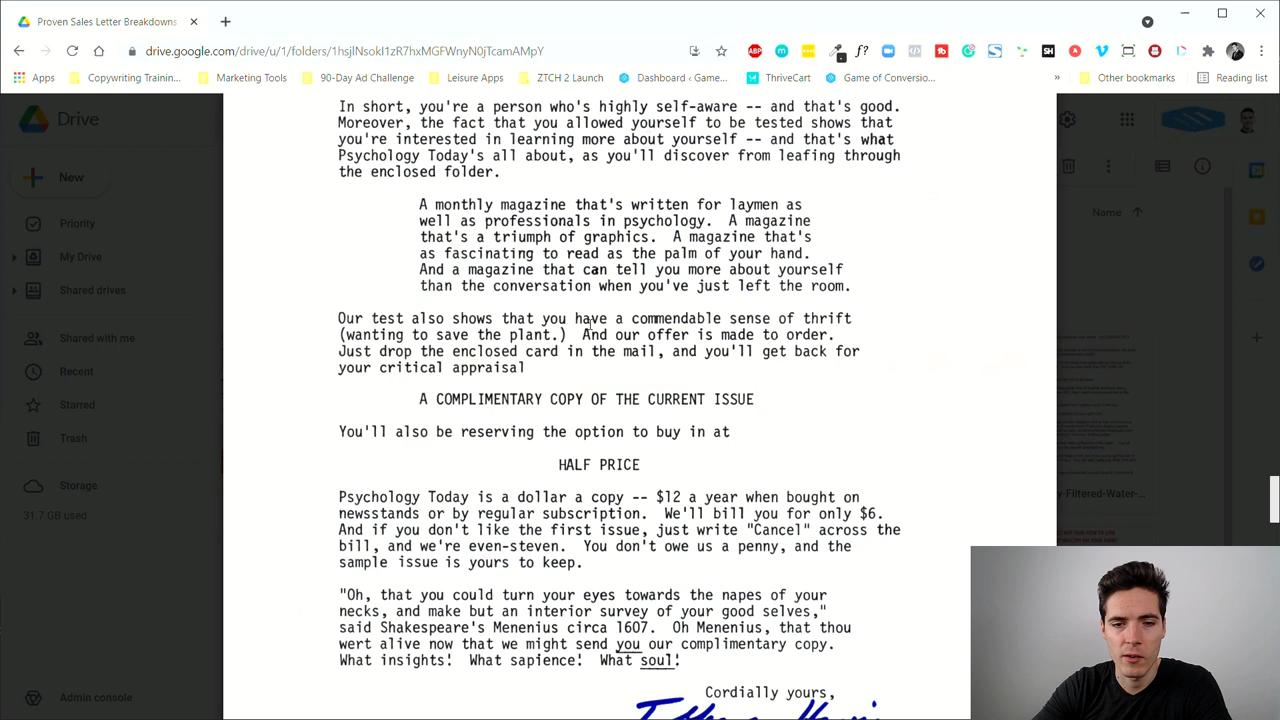 Proven Sales Letter Breakdowns
drive.google.com/drive/u/1/folders/1hsjlNsokI1zR7hxMGFWnyN0jTcamAMpY
Apps
Copywriting Trainin...
Marketing Tools
90-Day Ad Challenge
Leisure Apps
ZTCH 2 Launch
Dashboard ‹ Game...
ThriveCart
Game of Conversio...
»
Other bookmarks
Reading list
Drive
New
Priority
My Drive
Shared drives
Shared with me
Recent
Starred
Trash
Storage
31.7 GB used
Admin console
Name
y-Filtered-Water-...
In short, you're a person who's highly self-aware -- and that's good.
Moreover, the fact that you allowed yourself to be tested shows that
you're interested in learning more about yourself -- and that's what
Psychology Today's all about, as you'll discover from leafing through
the enclosed folder.
A monthly magazine that's written for laymen as
well as professionals in psychology. A magazine
that's a triumph of graphics. A magazine that's
as fascinating to read as the palm of your hand.
And a magazine that can tell you more about yourself
than the conversation when you've just left the room.
Our test also shows that you have a commendable sense of thrift
(wanting to save the plant.) And our offer is made to order.
Just drop the enclosed card in the mail, and you'll get back for
your critical appraisal
A COMPLIMENTARY COPY OF THE CURRENT ISSUE
You'll also be reserving the option to buy in at
HALF PRICE
Psychology Today is a dollar a copy -- $12 a year when bought on
newsstands or by regular subscription. We'll bill you for only $6.
And if you don't like the first issue, just write "Cancel" across the
bill, and we're even-steven. You don't owe us a penny, and the
sample issue is yours to keep.
"Oh, that you could turn your eyes towards the napes of your
necks, and make but an interior survey of your good selves,"
said Shakespeare's Menenius circa 1607. Oh Menenius, that thou
wert alive now that we might send you our complimentary copy.
What insights! What sapience! What soul!
Cordially yours,